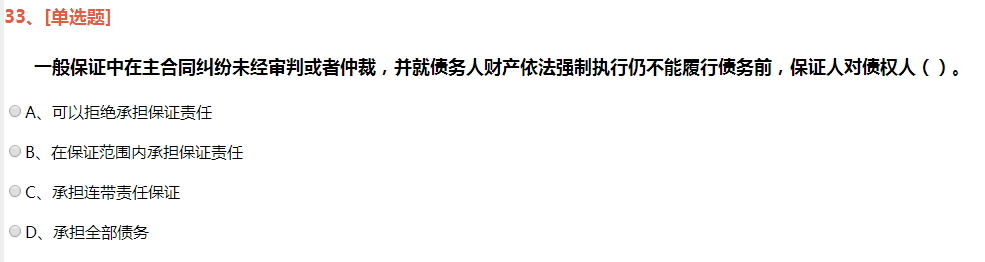 33、[单选题]
一般保证中在主合同纠纷未经审判或者仲裁，并就债务人财产依法强制执行仍不能履行债务前，保证人对债权人（ ）。
A、可以拒绝承担保证责任
B、在保证范围内承担保证责任
C、承担连带责任保证
D、承担全部债务